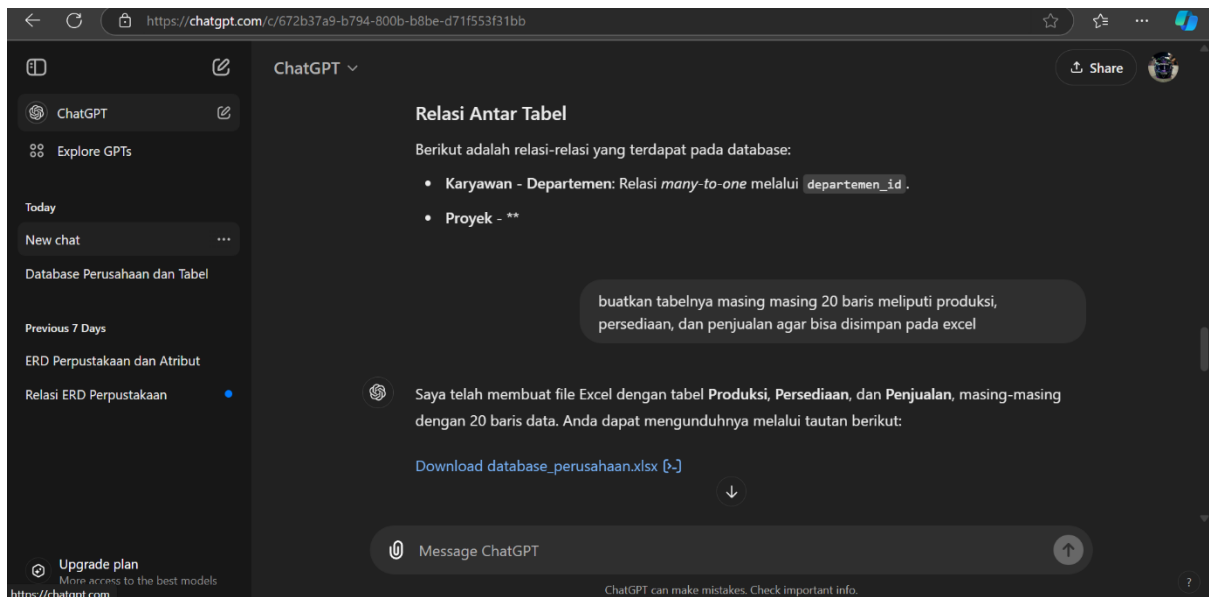 https://chatgpt.com/c/672b37a9-b794-800b-b8be-d71f553f31bb
ChatGPT
Explore GPTs
Today
New chat
Database Perusahaan dan Tabel
Previous 7 Days
ERD Perpustakaan dan Atribut
Relasi ERD Perpustakaan
Upgrade plan
More access to the best models
https://chatgpt.com
ChatGPT
Share
Relasi Antar Tabel
Berikut adalah relasi-relasi yang terdapat pada database:
• Karyawan - Departemen: Relasi many-to-one melalui departemen_id.
• Proyek - **
buatkan tabelnya masing masing 20 baris meliputi produksi,
persediaan, dan penjualan agar bisa disimpan pada excel
Saya telah membuat file Excel dengan tabel Produksi, Persediaan, dan Penjualan, masing-masing
dengan 20 baris data. Anda dapat mengunduhnya melalui tautan berikut:
Download database_perusahaan.xlsx [>-]
Message ChatGPT
ChatGPT can make mistakes. Check important info.
?